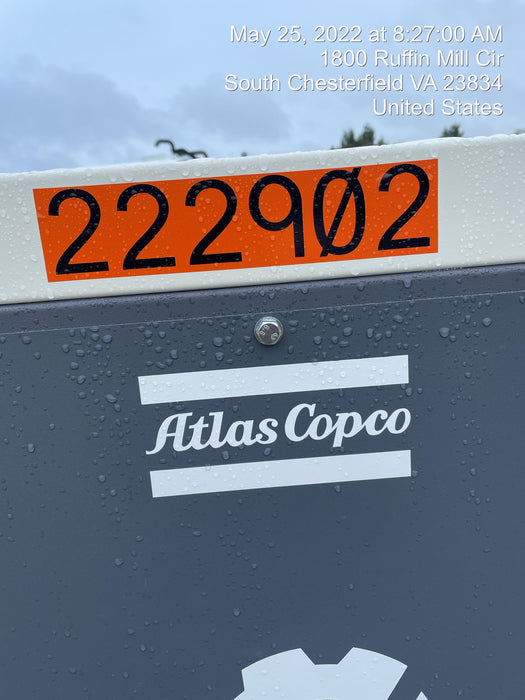 May 25, 2022 at 8:27:00 AM
1800 Ruffin Mill Cir
South Chesterfield VA 23834
United States
222902
Atlas Copco